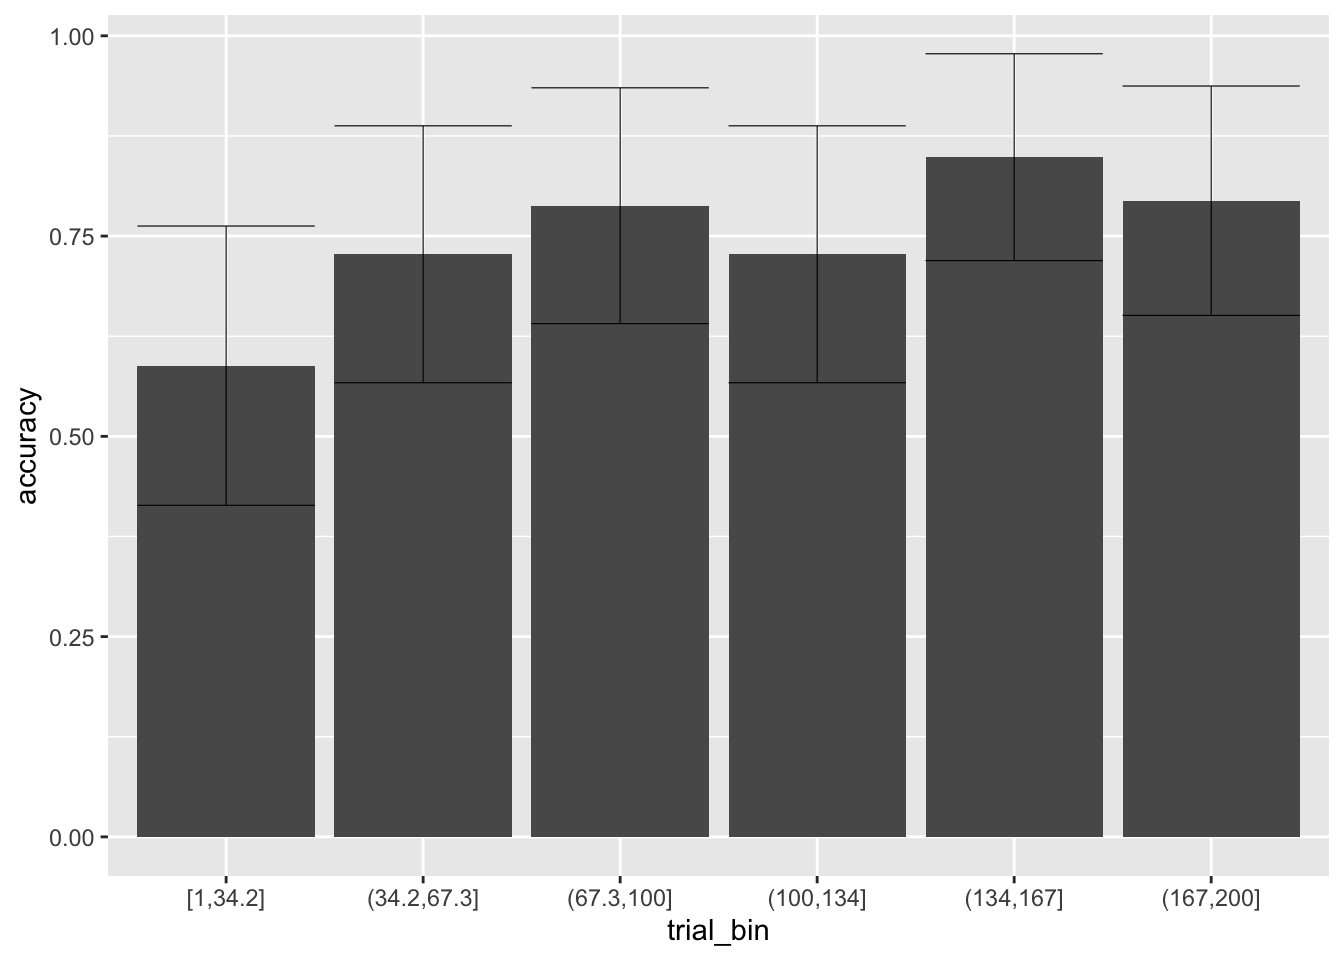 accuracy
1.00
0.75
0.50
0.25
0.00
[1,34.2] (34.2,67.3] (67.3,100] (100,134] (134,167] (167,200]
trial_bin